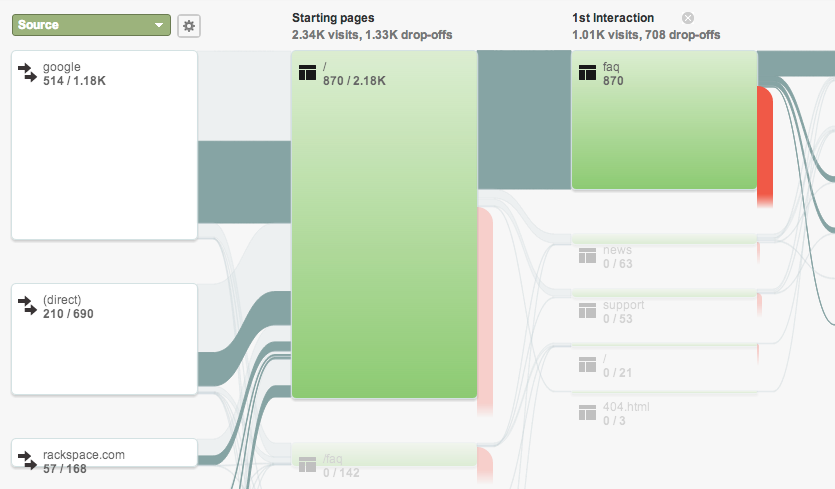 Source
Starting pages
2.34K visits, 1.33K drop-offs
1st Interaction
1.01K visits, 708 drop-offs
google
514 / 1.18K
/
870 / 2.18K
faq
870
news
0 / 63
(direct)
210 / 690
support
0 / 53
/
0 / 21
404.html
0 / 3
rackspace.com
57 / 168
/faq
0 / 142